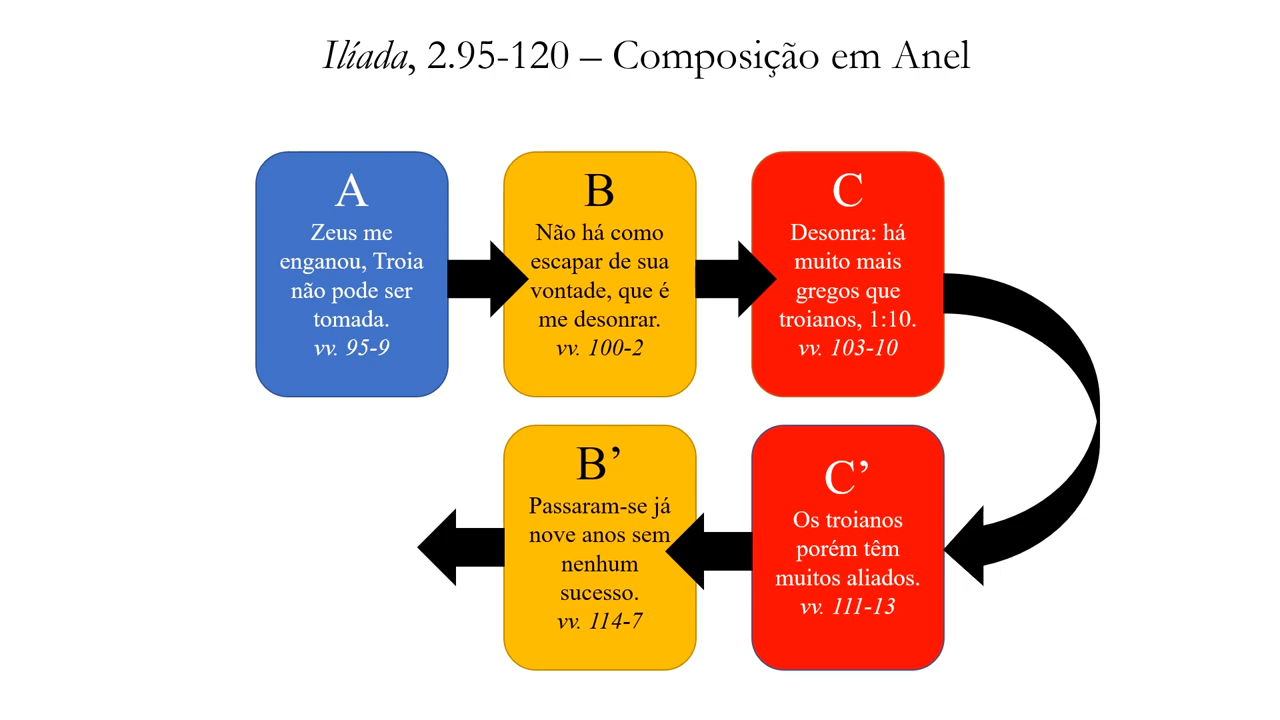 Ilíada, 2.95-120 – Composição em Anel
A
Zeus me
enganou, Troia
não pode ser
tomada.
vv. 95-9
B
Não há como
escapar de sua
vontade, que é
me desonrar.
vv. 100-2
C
Desonra: há
muito mais
gregos que
troianos, 1:10.
vv. 103-10
C’
Os troianos
porém têm
muitos aliados.
vv. 111-13
B’
Passaram-se já
nove anos sem
nenhum
sucesso.
vv. 114-7